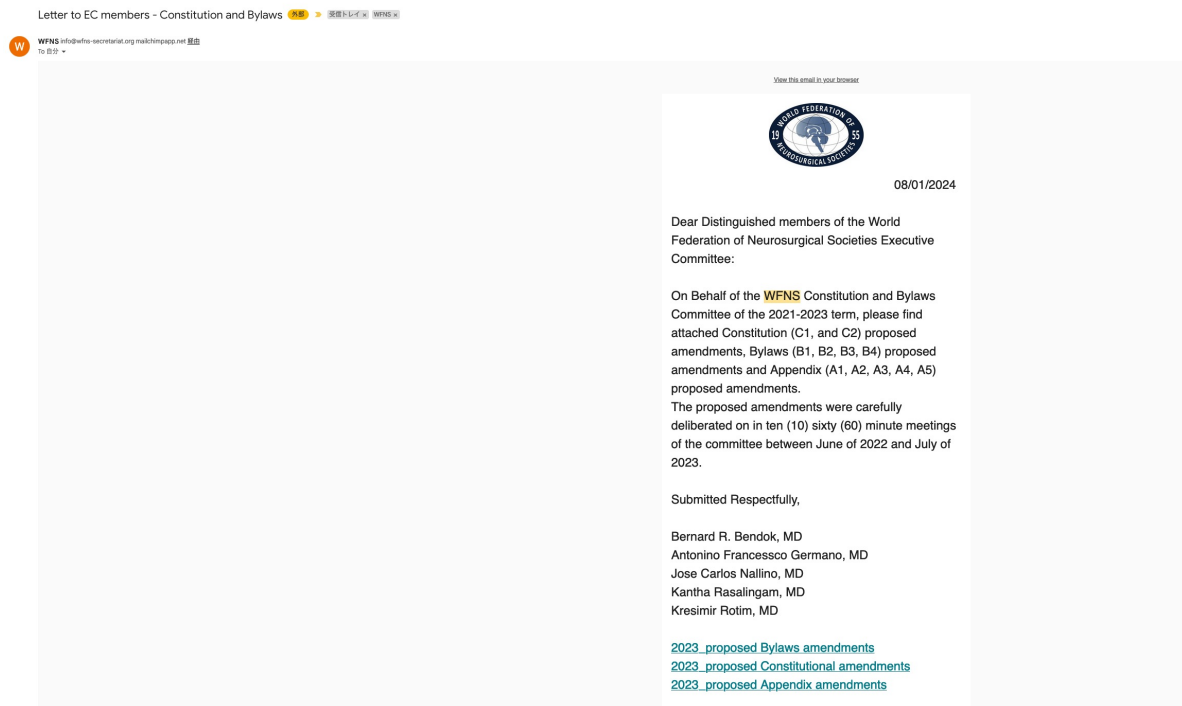 Letter to EC members - Constitution and Bylaws 外部 受信トレイ × WFNS ×
W
WFNS info@wfns-secretariat.org mailchimpapp.net 経由
To 自分
View this email in your browser
WORLD FEDERATION OF
19 55
NEUROSURGICAL SOCIETIES
08/01/2024
Dear Distinguished members of the World
Federation of Neurosurgical Societies Executive
Committee:
On Behalf of the WFNS Constitution and Bylaws
Committee of the 2021-2023 term, please find
attached Constitution (C1, and C2) proposed
amendments, Bylaws (B1, B2, B3, B4) proposed
amendments and Appendix (A1, A2, A3, A4, A5)
proposed amendments.
The proposed amendments were carefully
deliberated on in ten (10) sixty (60) minute meetings
of the committee between June of 2022 and July of
2023.
Submitted Respectfully,
Bernard R. Bendok, MD
Antonino Francessco Germano, MD
Jose Carlos Nallino, MD
Kantha Rasalingam, MD
Kresimir Rotim, MD
2023_proposed Bylaws amendments
2023_proposed Constitutional amendments
2023_proposed Appendix amendments